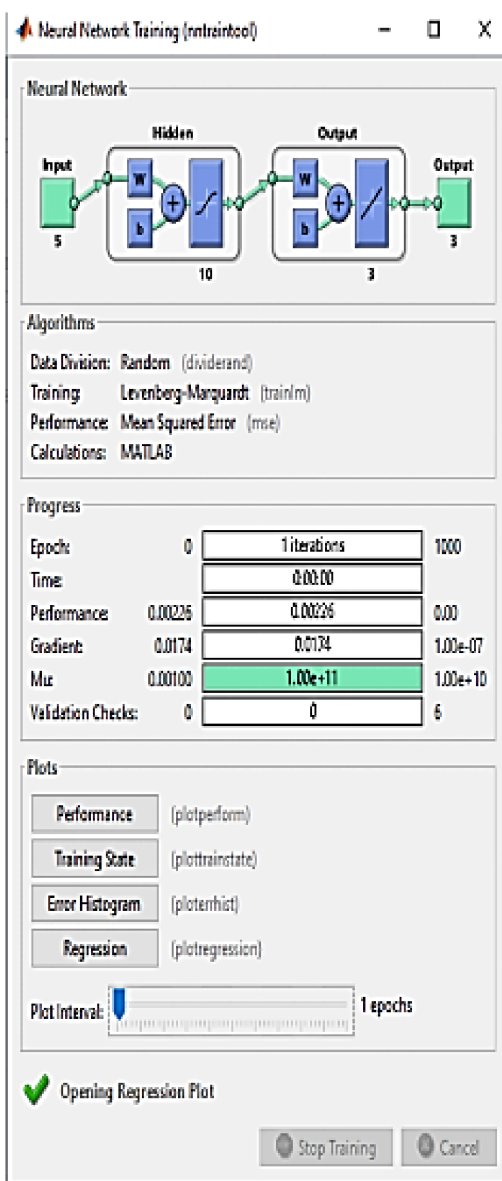 Neural Network Training (nntraintool)
Neural Network
Hidden
Output
Input
W
b
+
W
b
+
Output
5
10
3
3
Algorithms
Data Division: Random (dividerand)
Training: Levenberg-Marquardt (trainlm)
Performance: Mean Squared Error (mse)
Calculations: MATLAB
Progress
Epoch: 0 1 iterations 1000
Time: 0:00:00
Performance: 0.00226 0.00226 0.00
Gradient: 0.0174 0.0174 1.00e-07
Mu: 0.00100 1.00e+11 1.00e+10
Validation Checks: 0 0 6
Plots
Performance (plotperform)
Training State (plottrainstate)
Error Histogram (ploterrhist)
Regression (plotregression)
Plot Interval: 1 epochs
Opening Regression Plot
Stop Training Cancel